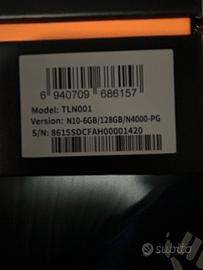 6 940709 686157
Model: TLN001
Version: N10-6GB/128GB/N4000-PG
S/N: 8615SDCFAH00001420
subito